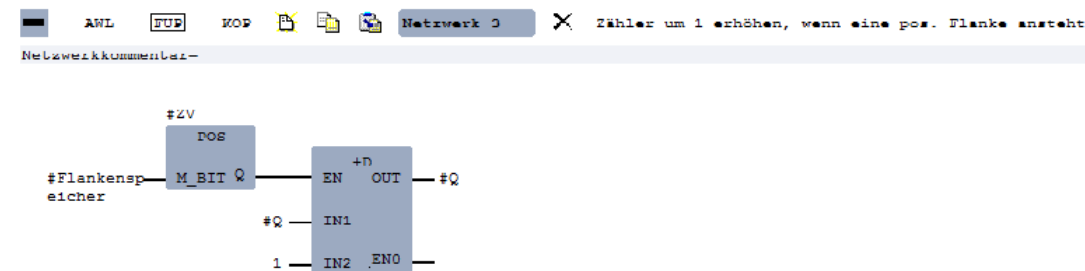 AWL FUP KOP Netzwerk 3 Zähler um 1 erhöhen, wenn eine pos. Flanke ansteht
Netzwerkkommentar-
#ZV
POS
#Flankensp M_BIT Q
eicher
+D
EN OUT #Q
#Q IN1
1 IN2 ENO